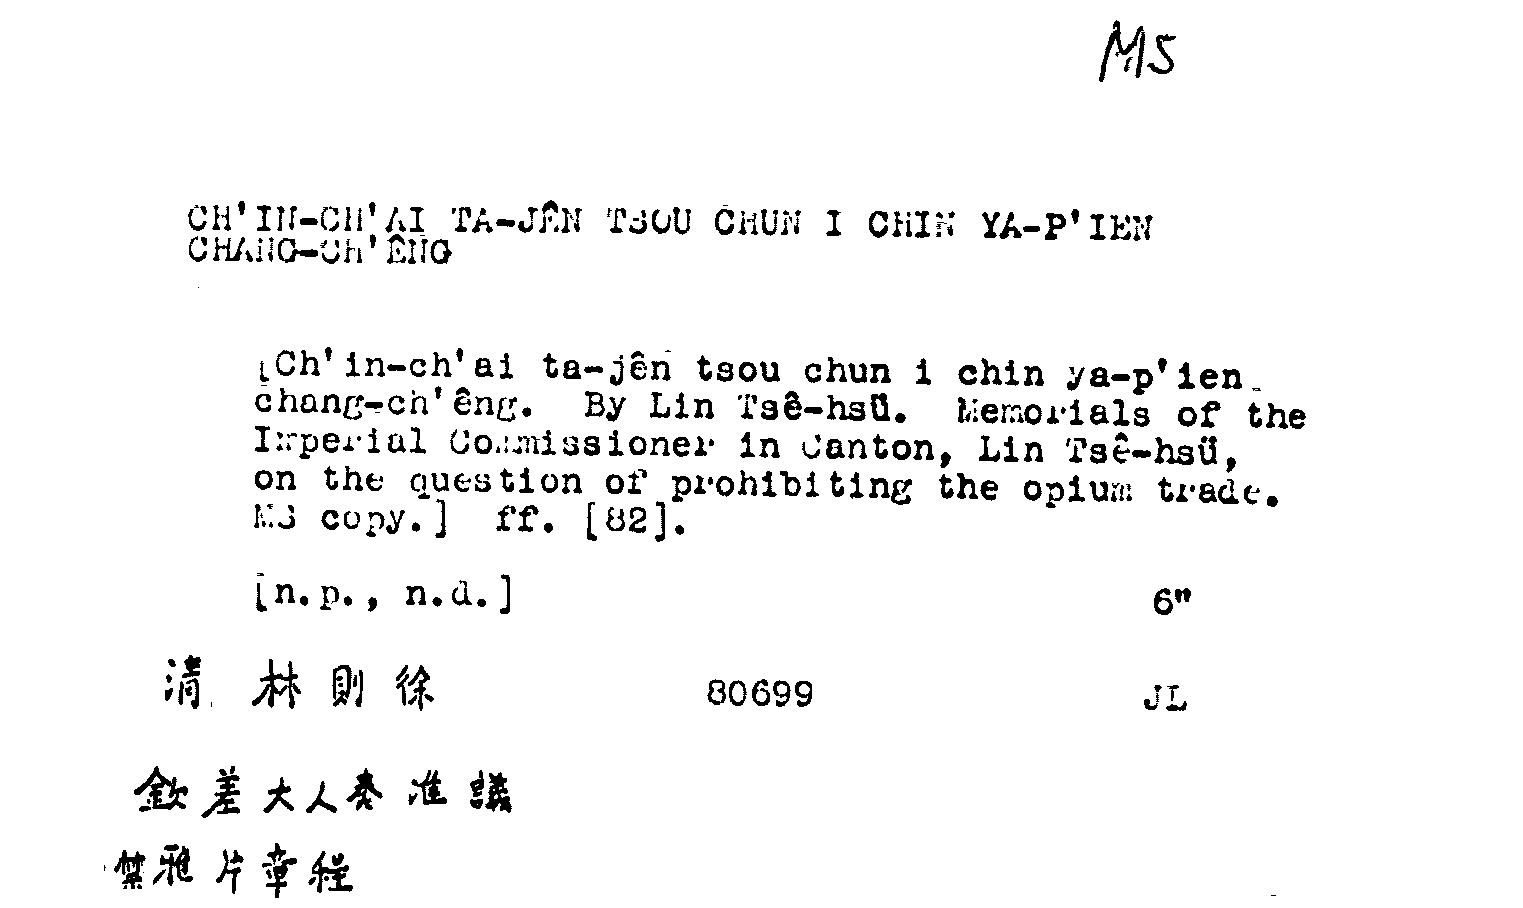 MS
CH'IN-CH'AI TA-JÊN TSOU CHUN I CHIN YA-P'IEN
CHANG-CH'ÊNG
[Ch'in-ch'ai ta-jên tsou chun i chin ya-p'ien
chang-ch'êng. By Lin Tsê-hsü. Memorials of the
Imperial Commissioner in Canton, Lin Tsê-hsü,
on the question of prohibiting the opium trade.
MS copy.] ff. [82].
[n.p., n.d.]
6"
清 林則徐 80699 JL
欽差大人奏准議
禁雅片章程